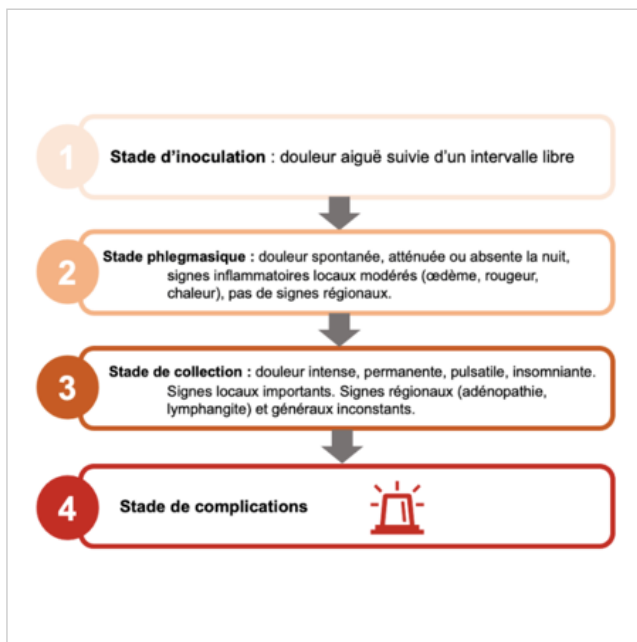 1
Stade d’inoculation : douleur aiguë suivie d’un intervalle libre
2
Stade phlegmasique : douleur spontanée, atténuée ou absente la nuit,
signes inflammatoires locaux modérés (œdème, rougeur,
chaleur), pas de signes régionaux.
3
Stade de collection : douleur intense, permanente, pulsatile, insomniante.
Signes locaux importants. Signes régionaux (adénopathie,
lymphangite) et généraux inconstants.
4
Stade de complications